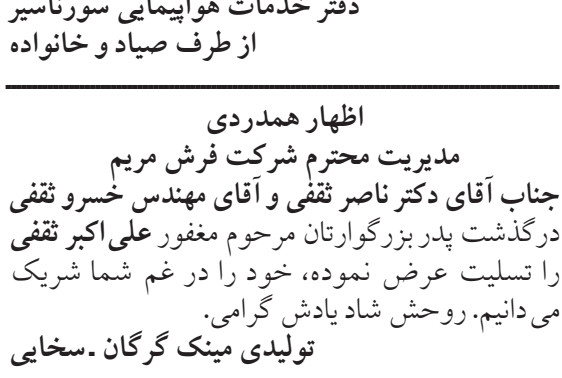 دفتر خدمات هواپیمایی سورناسیر
از طرف صیاد و خانواده
اظهار همدردی
مدیریت محترم شرکت فرش مریم
جناب آقای دکتر ناصر ثقفی و آقای مهندس خسرو ثقفی
درگذشت پدر بزرگوارتان مرحوم مغفور علی‌اکبر ثقفی
را تسلیت عرض نموده، خود را در غم شما شریک
می‌دانیم. روحش شاد یادش گرامی.
تولیدی مینک گرگان ـ سخایی